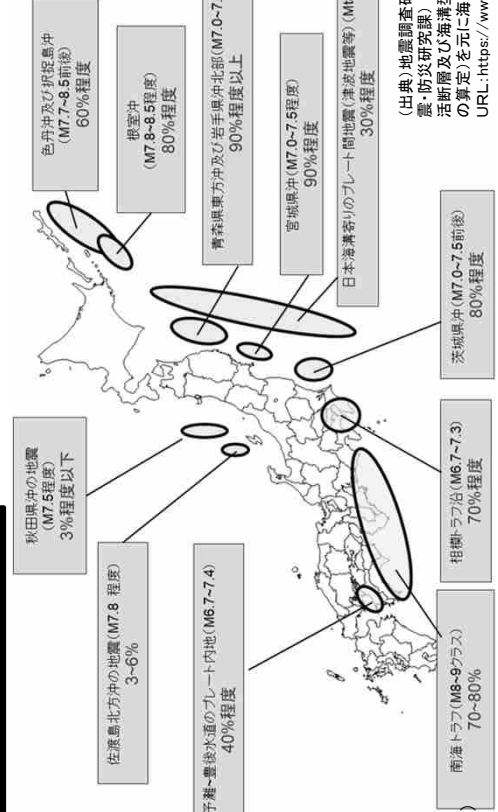 秋田県沖の地震
(M7.5程度)
3%程度以下
佐渡島北方沖の地震(M7.8 程度)
3~6%
予灘~豊後水道のプレート内地(M6.7~7.4)
40%程度
南海トラフ(M8~9クラス)
70~80%
色丹沖及び択捉島沖
(M7.7~8.5前後)
60%程度
根室沖
(M7.8~8.5程度)
80%程度
青森県東方沖及び岩手県沖北部(M7.0~7.
90%程度以上
宮城県沖(M7.0~7.5程度)
90%程度
日本海溝寄りのプレート間地震(津波地震等)(Mt
30%程度
茨城県沖(M7.0~7.5前後)
80%程度
相模トラフ沿(M6.7~7.3)
70%程度
(出典)地震調査研
震・防災研究課)
活断層及び海溝型
の算定)を元に海
URL:https://www
)